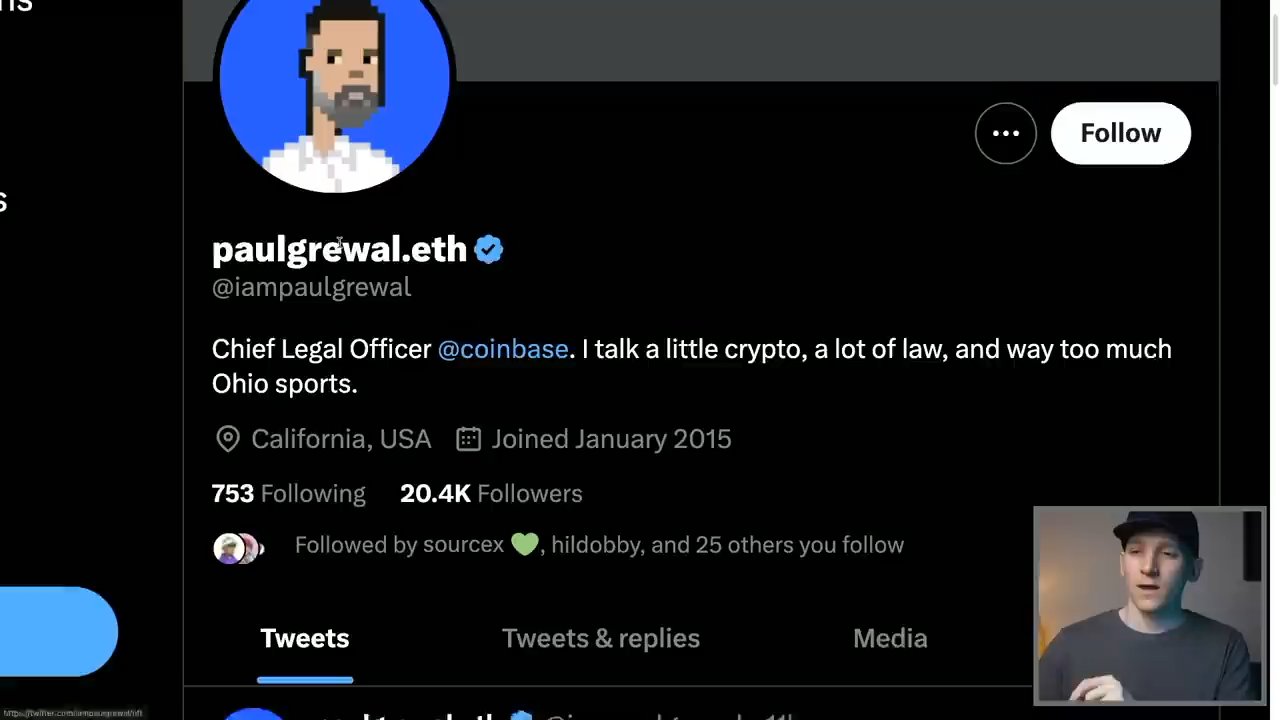 Follow
paulgrewal.eth
@iampaulgrewal
Chief Legal Officer @coinbase. I talk a little crypto, a lot of law, and way too much
Ohio sports.
California, USA Joined January 2015
753 Following 20.4K Followers
Followed by sourcex 💚, hildobby, and 25 others you follow
Tweets Tweets & replies Media